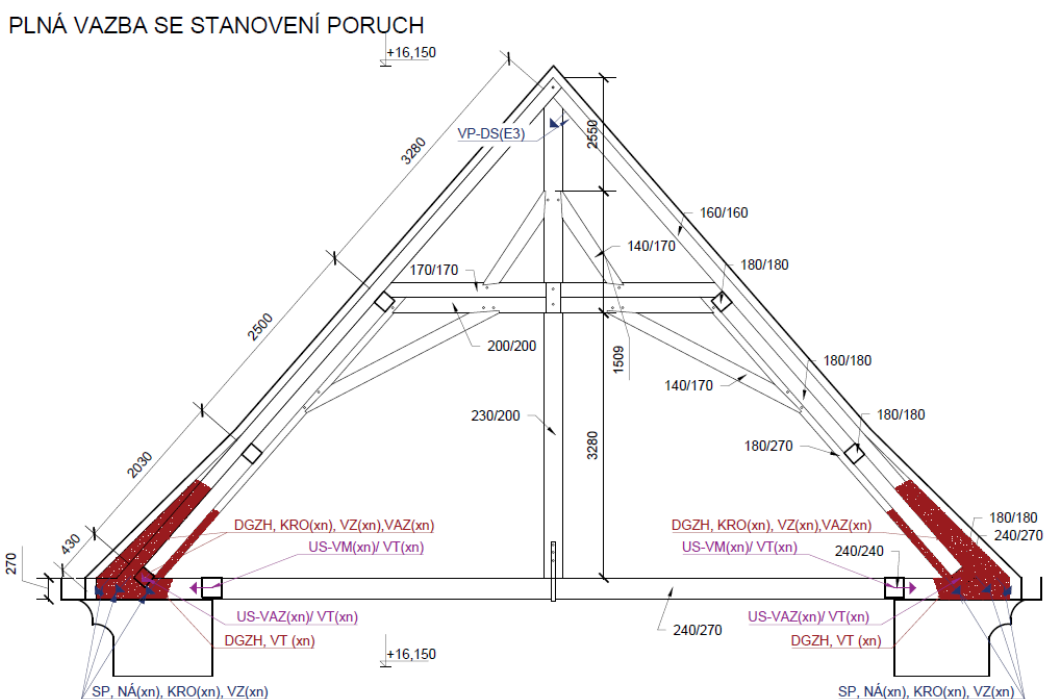 PLNÁ VAZBA SE STANOVENÍ PORUCH
+16,150
3280
VP-DS(E3)
2550
160/160
140/170
180/180
170/170
2500
200/200
1509
180/180
140/170
230/200
180/180
180/270
3280
2030
430
270
DGZH, KRO(xn), VZ(xn),VAZ(xn)
DGZH, KRO(xn), VZ(xn),VAZ(xn)
180/180
240/270
US-VM(xn)/ VT(xn)
US-VM(xn)/ VT(xn)
240/240
US-VAZ(xn)/ VT(xn)
US-VAZ(xn)/ VT(xn)
240/270
DGZH, VT (xn)
DGZH, VT (xn)
+16,150
SP, NÁ(xn), KRO(xn), VZ(xn)
SP, NÁ(xn), KRO(xn), VZ(xn)